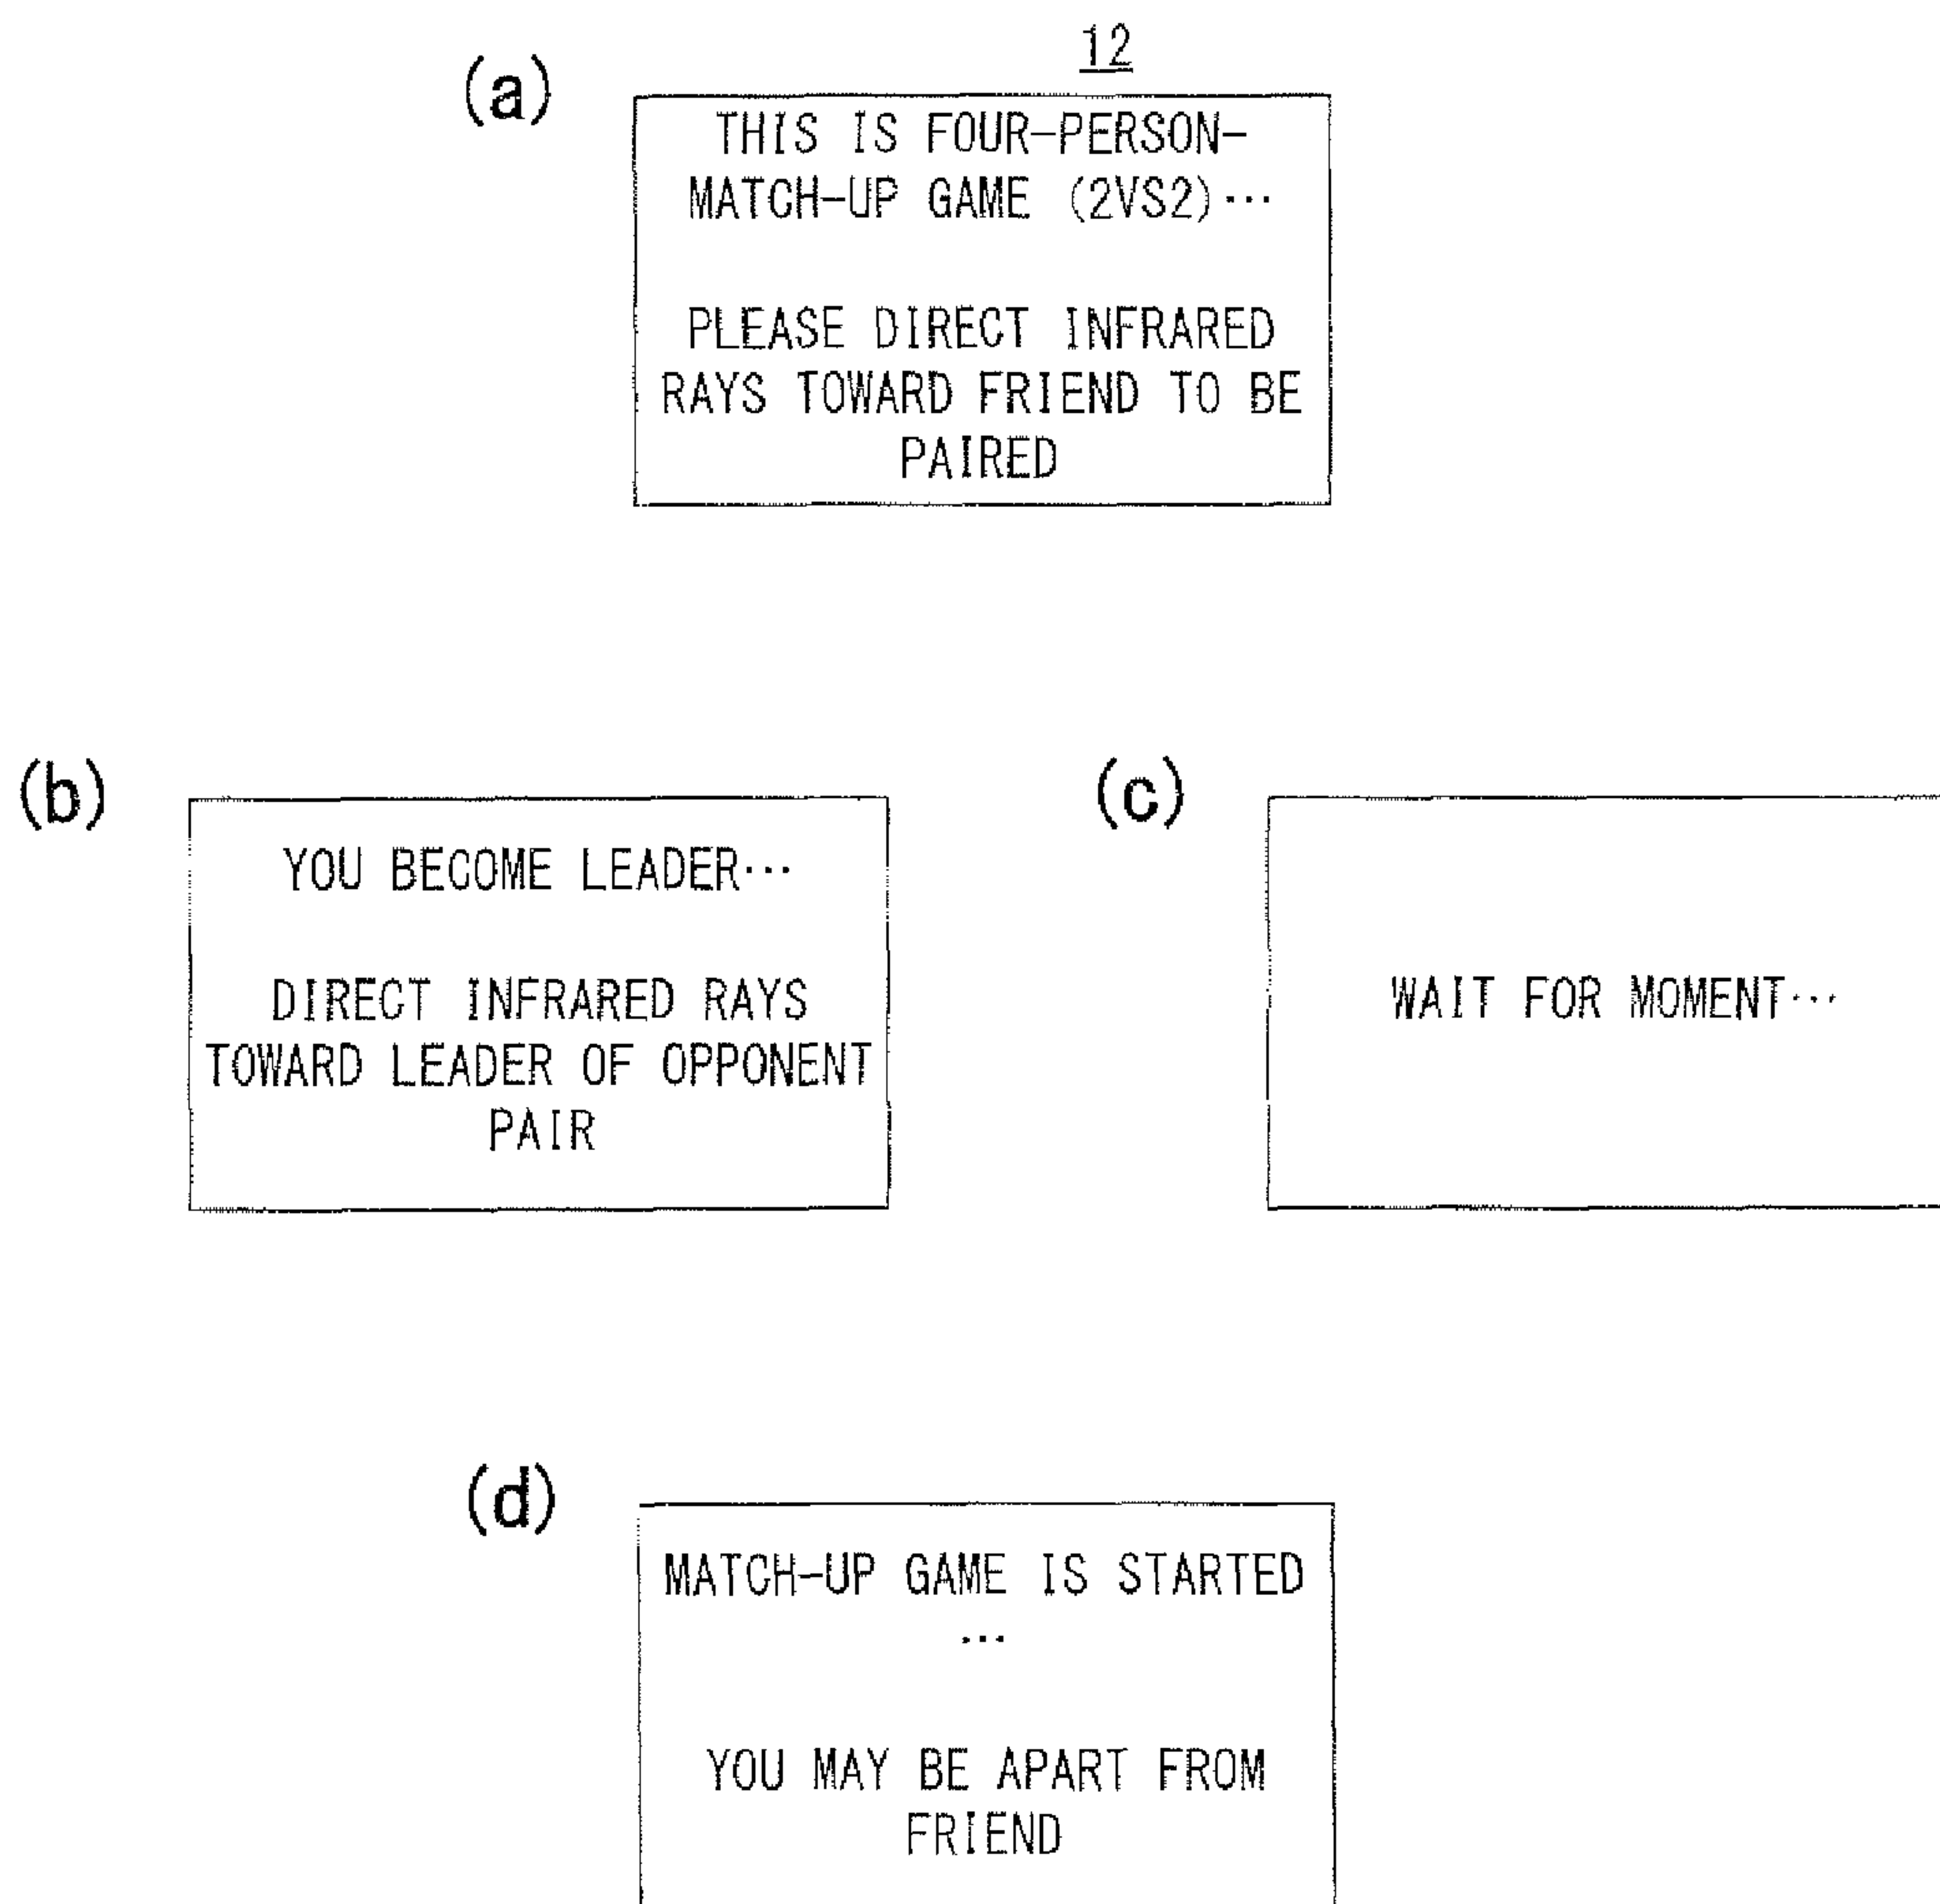 (a)
12
THIS IS FOUR-PERSON-
MATCH-UP GAME (2VS2)···
PLEASE DIRECT INFRARED
RAYS TOWARD FRIEND TO BE
PAIRED
(b)
YOU BECOME LEADER···
DIRECT INFRARED RAYS
TOWARD LEADER OF OPPONENT
PAIR
(c)
WAIT FOR MOMENT···
(d)
MATCH-UP GAME IS STARTED
···
YOU MAY BE APART FROM
FRIEND